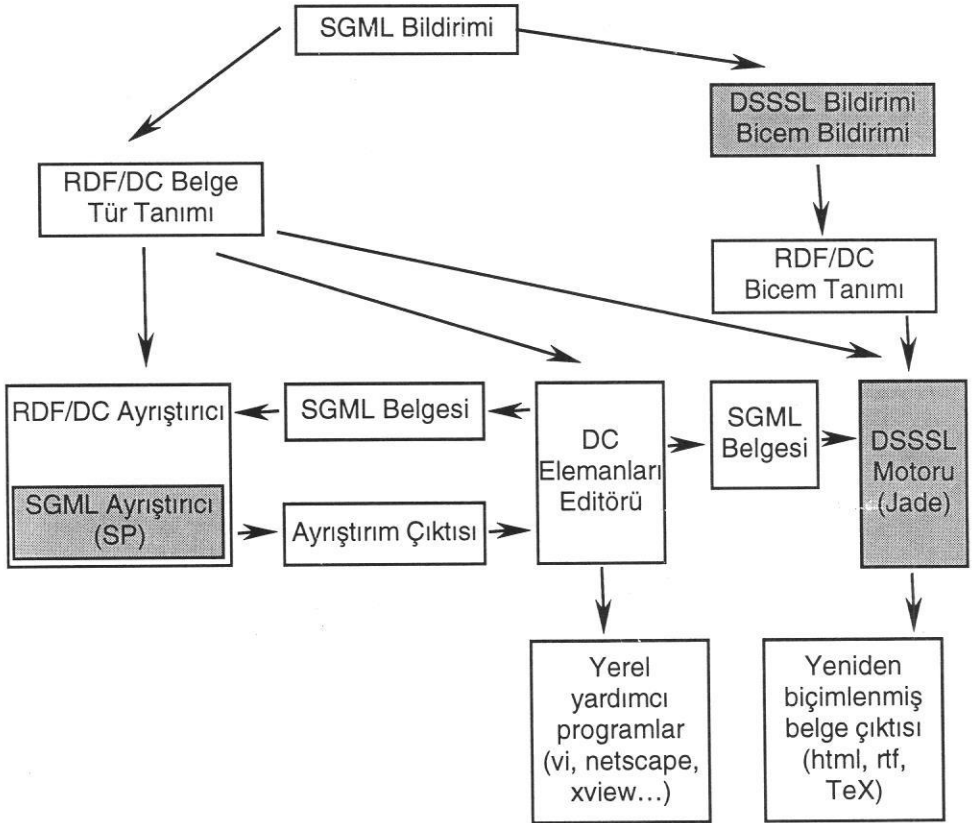 SGML Bildirimi
DSSSL Bildirimi
Bicem Bildirimi
RDF/DC Belge
Tür Tanımı
RDF/DC
Bicem Tanımı
RDF/DC Ayrıştırıcı
SGML Ayrıştırıcı
(SP)
SGML Belgesi
Ayrıştırım Çıktısı
DC
Elemanları
Editörü
SGML
Belgesi
DSSSL
Motoru
(Jade)
Yerel
yardımcı
programlar
(vi, netscape,
xview...)
Yeniden
biçimlenmiş
belge çıktısı
(html, rtf,
TeX)